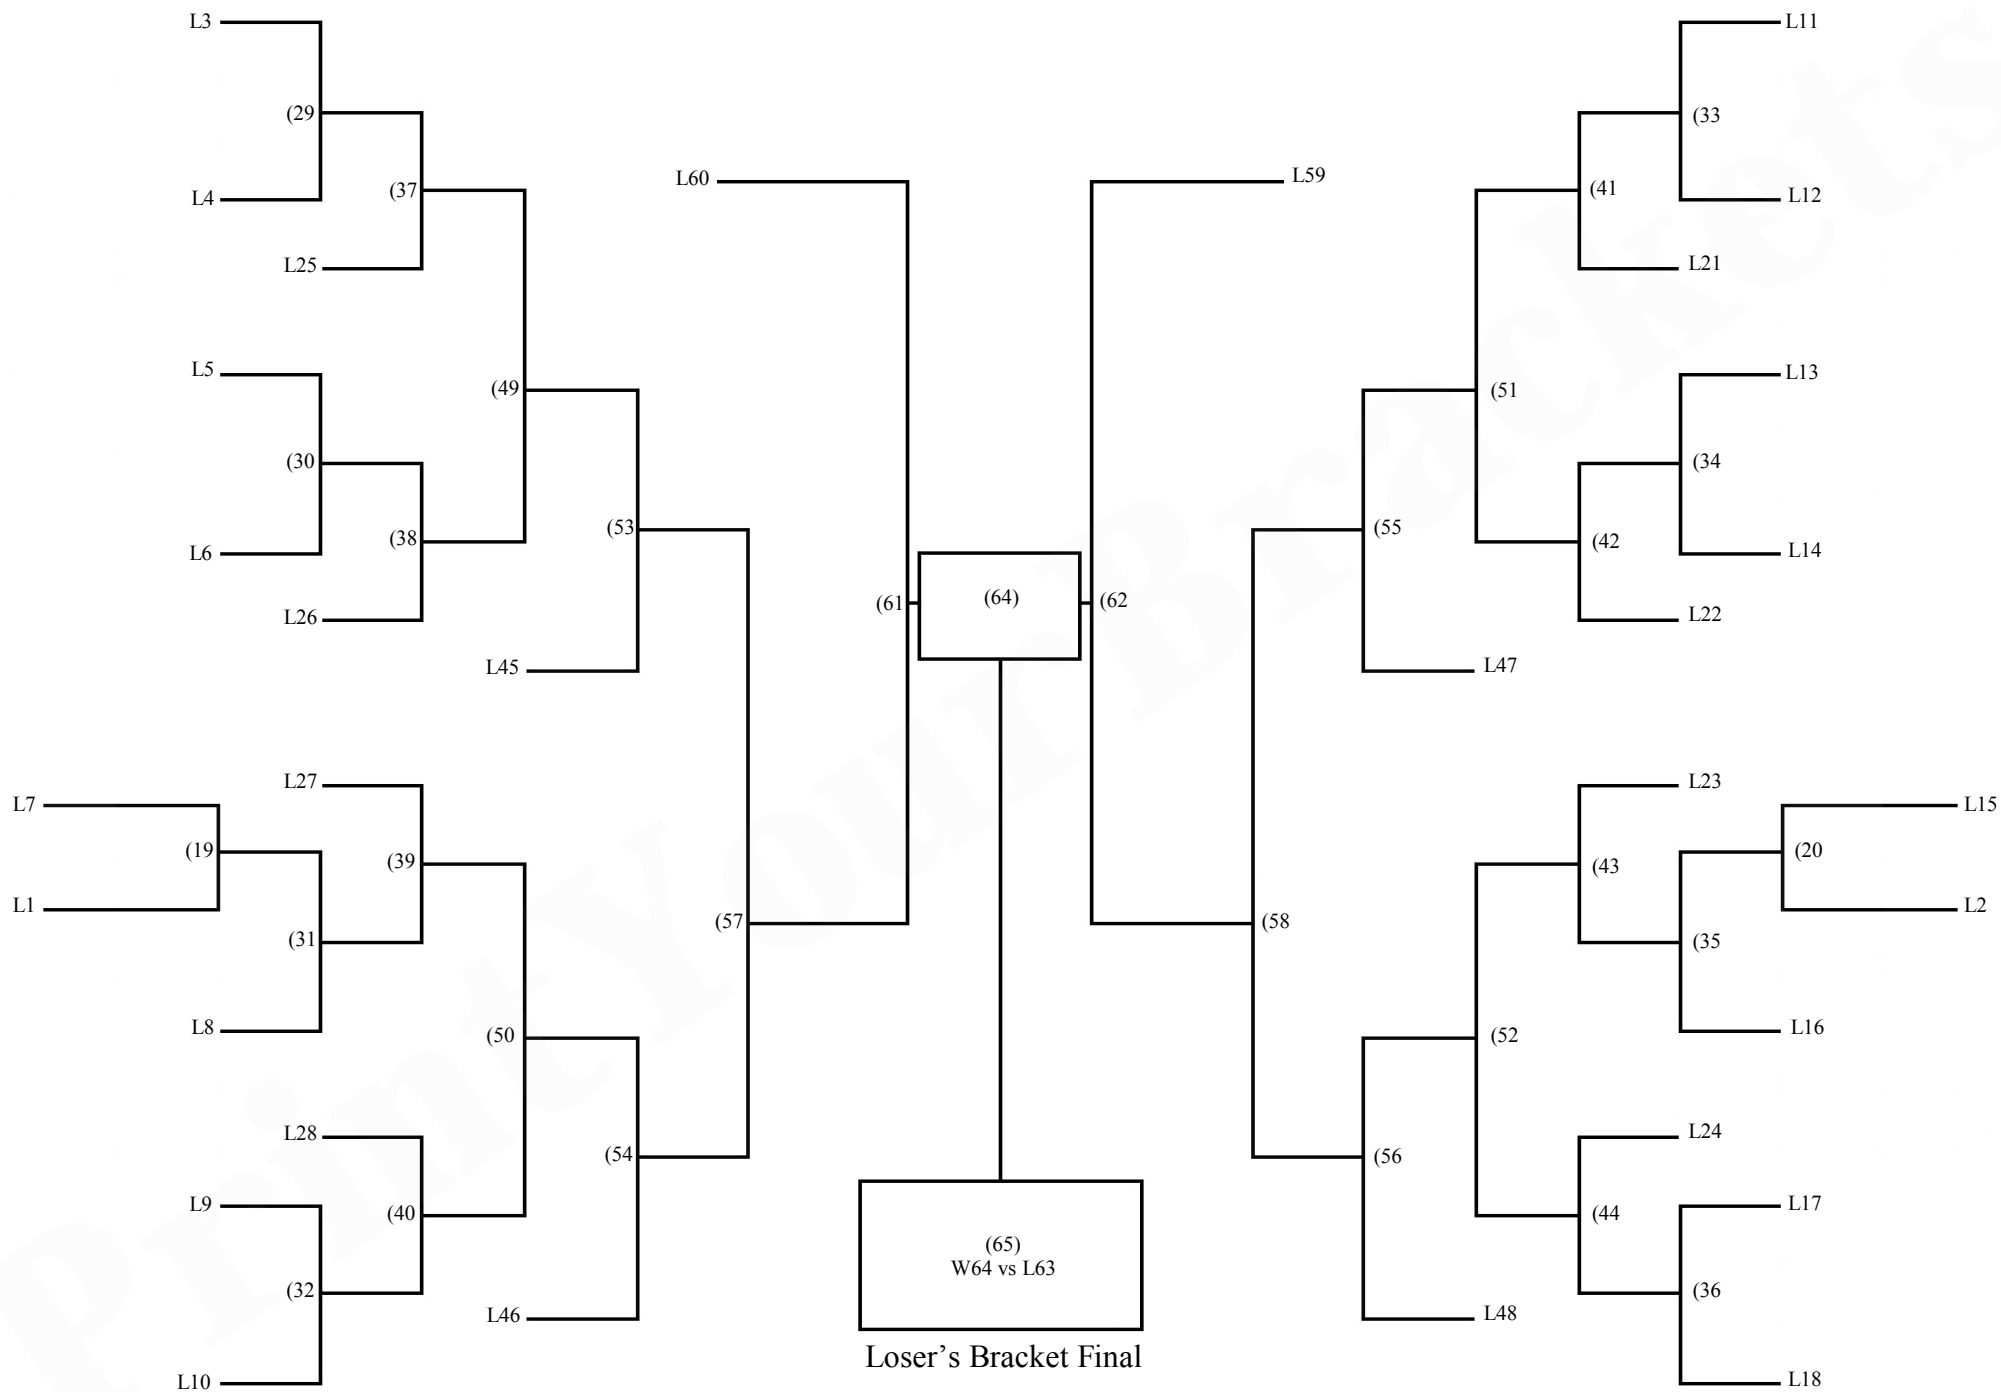 L3
L11
(29
(33
L60
L59
L4
(37
(41
L12
L25
L21
L5
L13
(49
(51
(30
(34
(38
(53
(55
(42
L6
L14
L26
(61
(64)
(62
L22
L45
L47
L27
L23
L7
L15
(19
(39
(43
(20
L1
L2
(31
(57
(58
(35
L8
(50
(52
L16
L28
L24
(54
(56
L9
L17
(40
(44
(65)
W64 vs L63
(32
(36
L46
L48
Loser’s Bracket Final
L10
L18
PrintYourBrackets